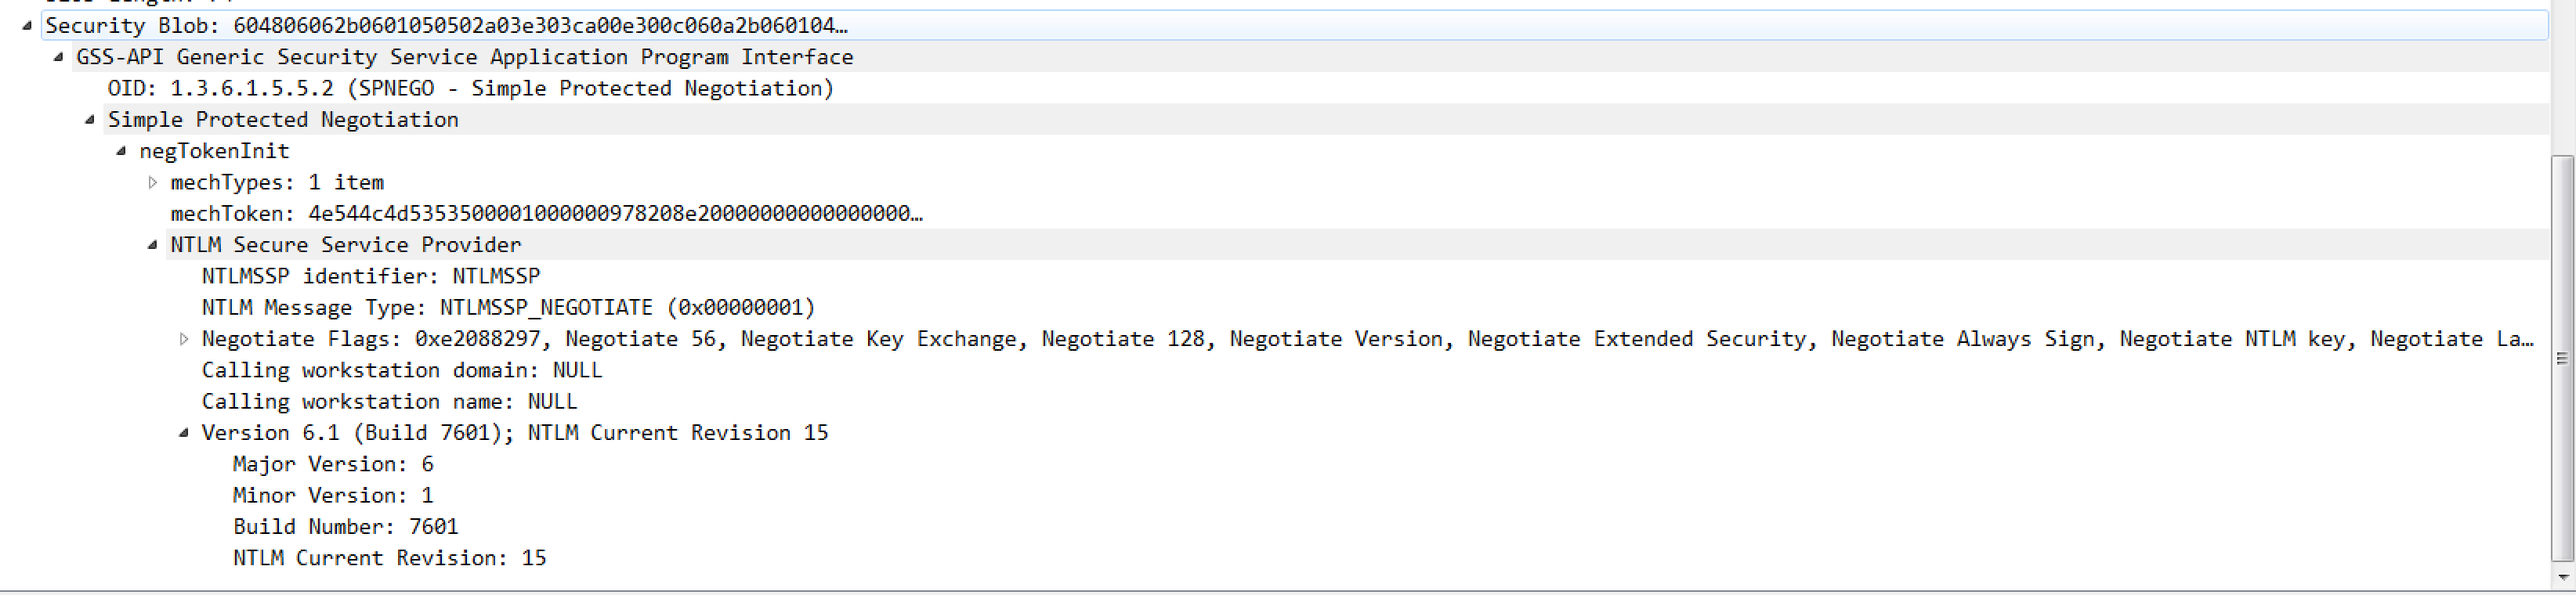 Security Blob: 604806062b0601050502a03e303ca00e300c060a2b060104…
GSS-API Generic Security Service Application Program Interface
OID: 1.3.6.1.5.5.2 (SPNEGO - Simple Protected Negotiation)
Simple Protected Negotiation
negTokenInit
mechTypes: 1 item
mechToken: 4e544c4d5353500001000000978208e20000000000000000…
NTLM Secure Service Provider
NTLMSSP identifier: NTLMSSP
NTLM Message Type: NTLMSSP_NEGOTIATE (0x00000001)
Negotiate Flags: 0xe2088297, Negotiate 56, Negotiate Key Exchange, Negotiate 128, Negotiate Version, Negotiate Extended Security, Negotiate Always Sign, Negotiate NTLM key, Negotiate La…
Calling workstation domain: NULL
Calling workstation name: NULL
Version 6.1 (Build 7601); NTLM Current Revision 15
Major Version: 6
Minor Version: 1
Build Number: 7601
NTLM Current Revision: 15